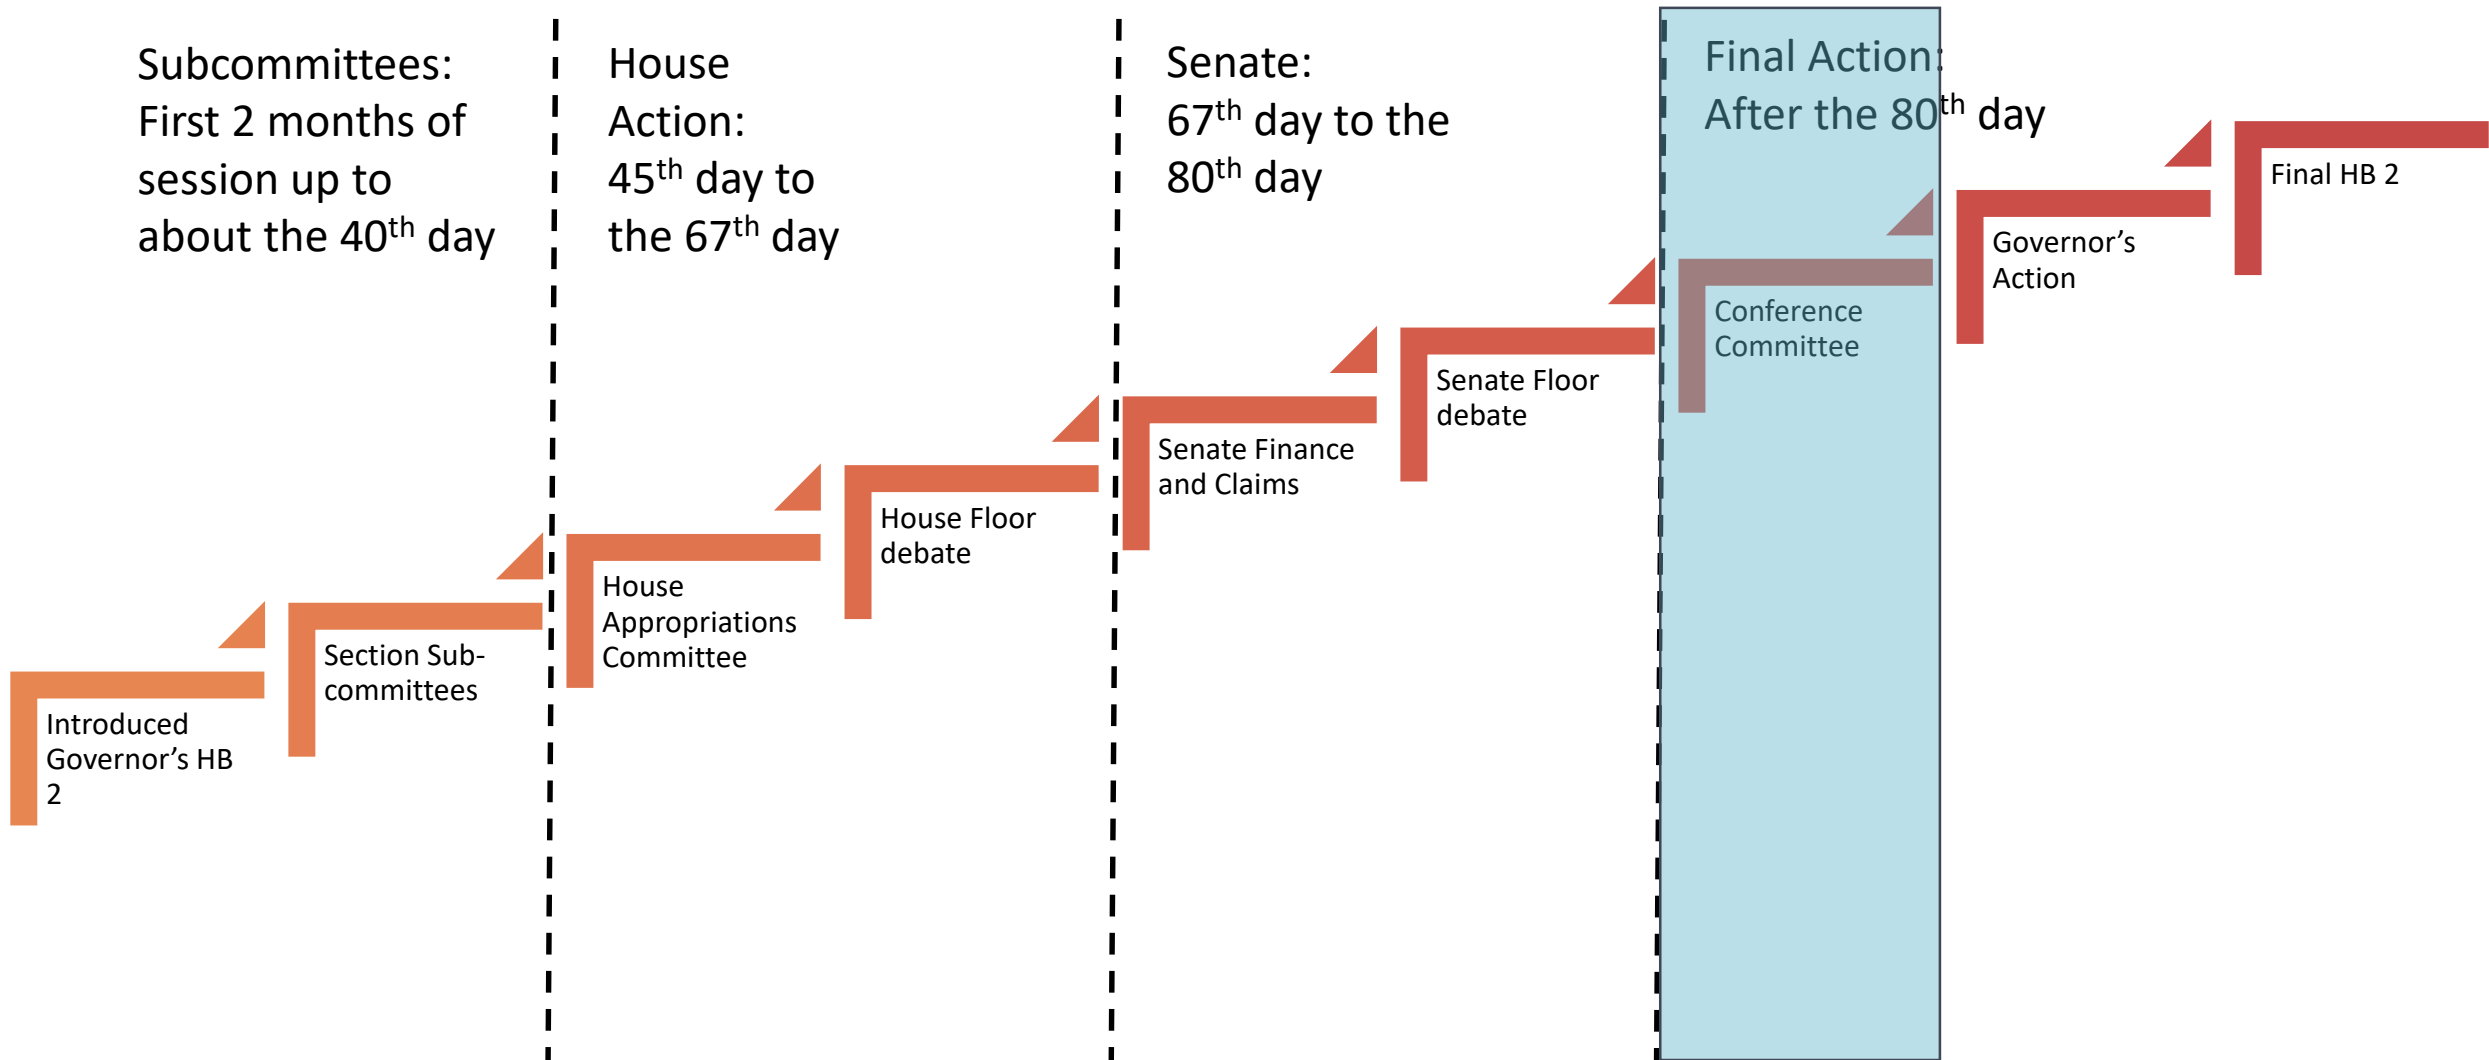 Subcommittees:
First 2 months of
session up to
about the 40th day
House
Action:
45th day to
the 67th day
Senate:
67th day to the
80th day
Final Action:
After the 80th day
Introduced
Governor’s HB
2
Section Sub-
committees
House
Appropriations
Committee
House Floor
debate
Senate Finance
and Claims
Senate Floor
debate
Conference
Committee
Governor’s
Action
Final HB 2